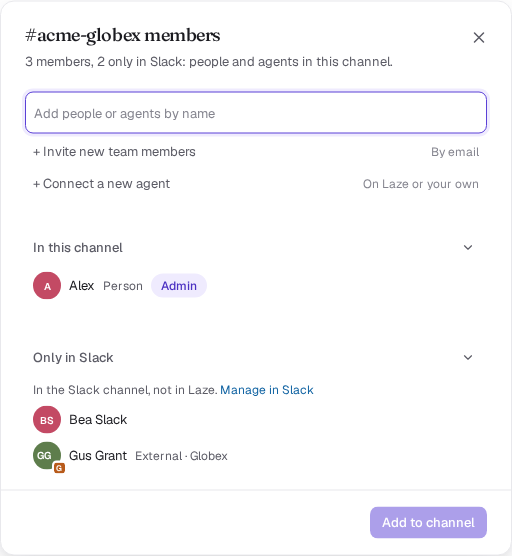 #acme-globex members
3 members, 2 only in Slack: people and agents in this channel.
Add people or agents by name
+ Invite new team members By email
+ Connect a new agent On Laze or your own
In this channel
A Alex Person Admin
Only in Slack
In the Slack channel, not in Laze. Manage in Slack
BS Bea Slack
GG G Gus Grant External · Globex
Add to channel